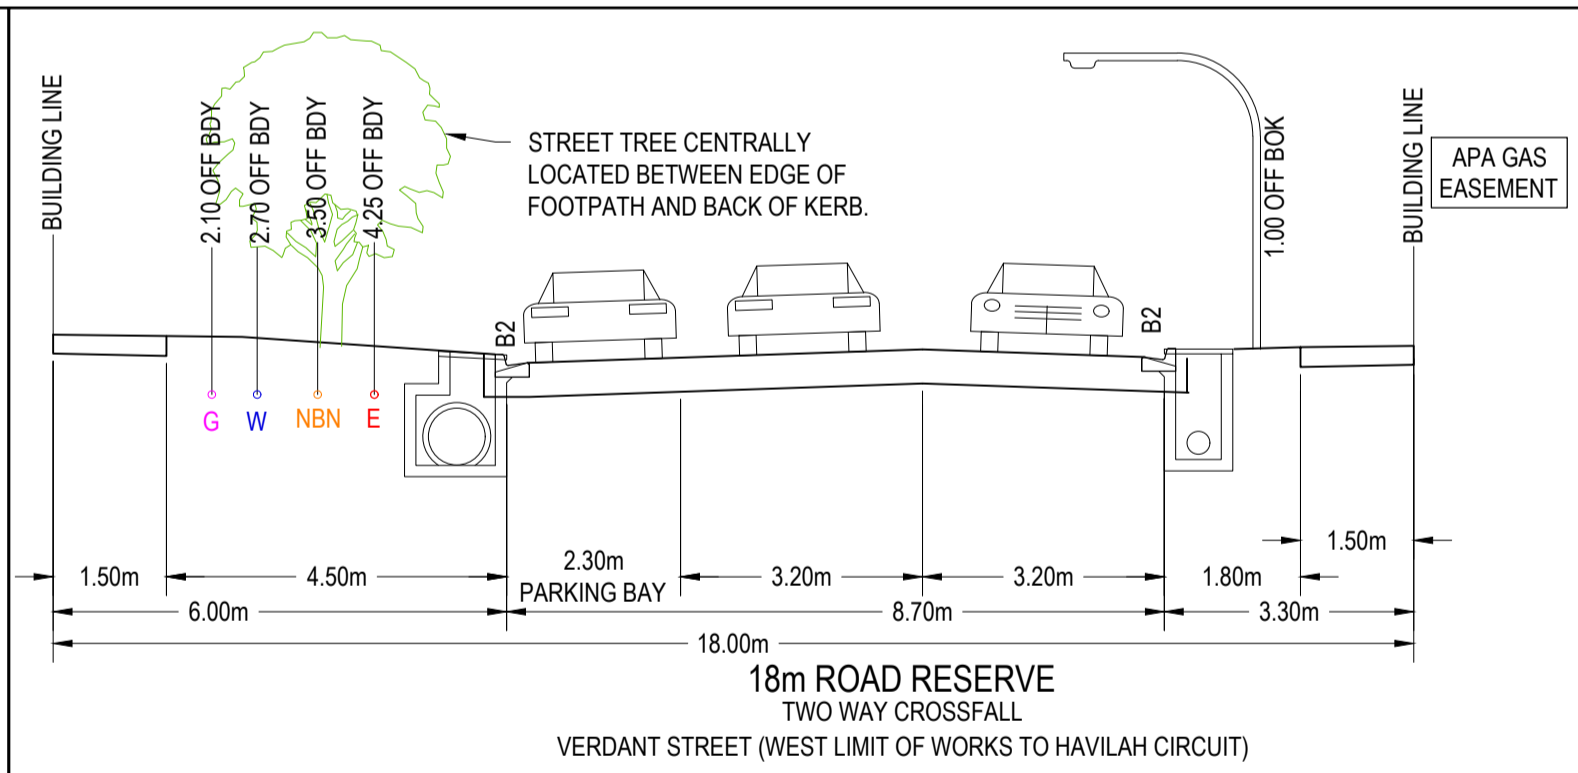 BUILDING LINE
2.10 OFF BDY
2.70 OFF BDY
3.50 OFF BDY
4.25 OFF BDY
STREET TREE CENTRALLY
LOCATED BETWEEN EDGE OF
FOOTPATH AND BACK OF KERB.
1.00 OFF BOK
BUILDING LINE
APA GAS
EASEMENT
B2
B2
G
W
NBN
E
1.50m
4.50m
2.30m
PARKING BAY
3.20m
3.20m
1.80m
1.50m
6.00m
8.70m
3.30m
18.00m
18m ROAD RESERVE
TWO WAY CROSSFALL
VERDANT STREET (WEST LIMIT OF WORKS TO HAVILAH CIRCUIT)